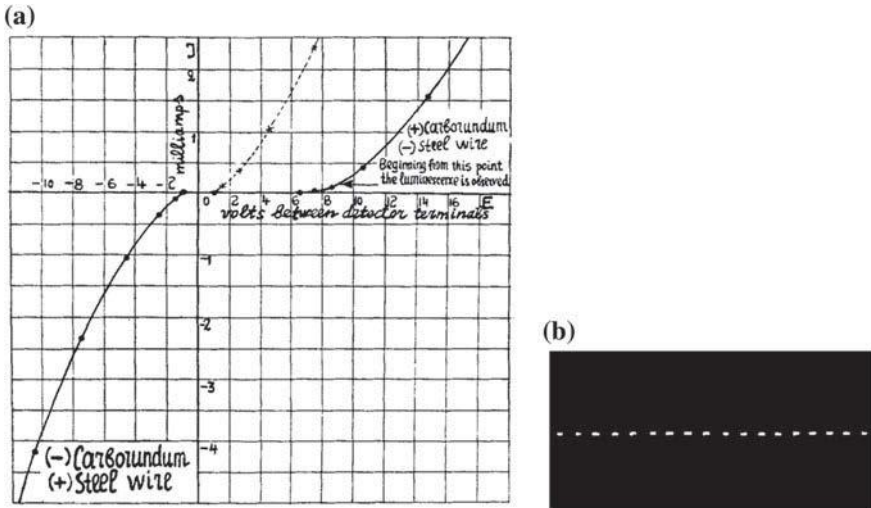 (a)
J
2
milliamps
1
(+) Carborundum
(-) Steel wire
Beginning from this point
the luminescence is observed
-10 -8 -6 -4 -2
0 2 4 6 8 10 12 14 16 E
volts between detector terminals
-1
-2
-3
-4
(-) Carborundum
(+) Steel wire
(b)